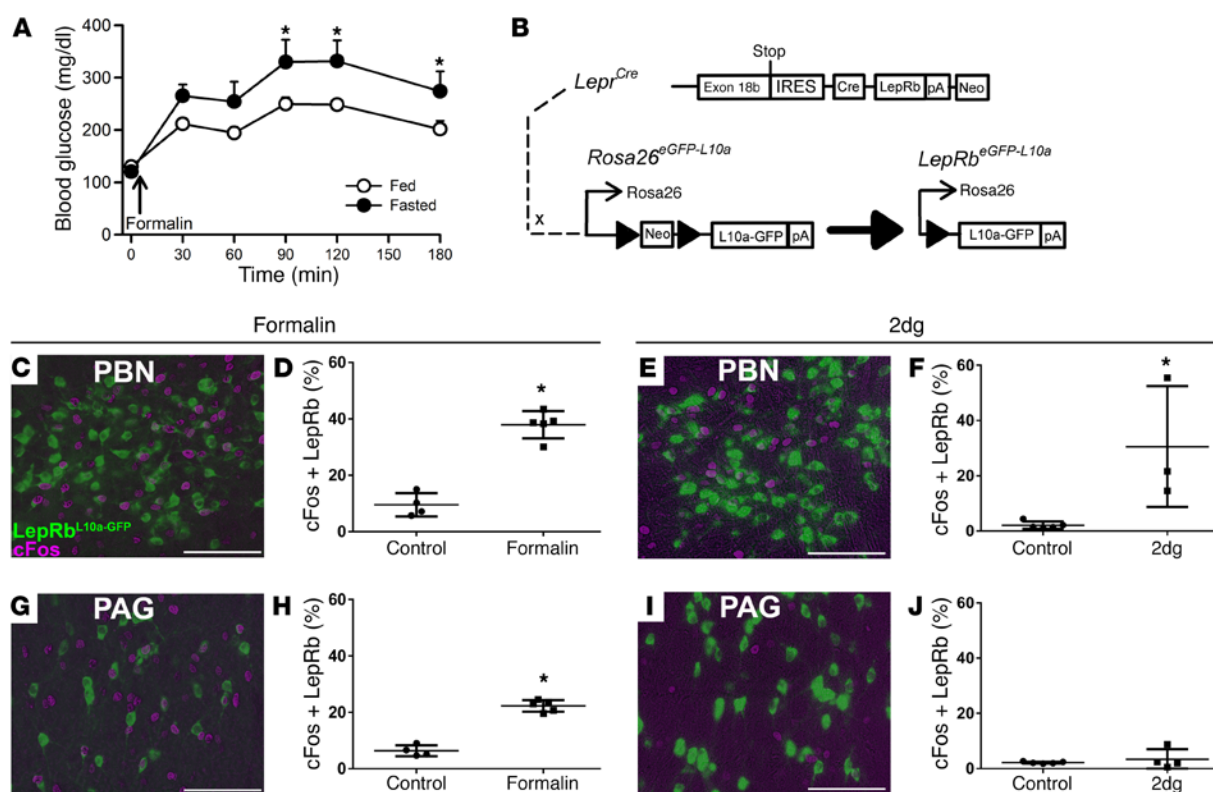 A
Blood glucose (mg/dl)
400
300
200
100
0
* * *
Formalin
Fed
Fasted
0 30 60 90 120 150 180
Time (min)
B
Lepr^Cre
Stop
Exon 18b IRES Cre LepRb pA Neo
Rosa26^eGFP-L10a
LepRb^eGFP-L10a
Rosa26
Rosa26
x
Neo L10a-GFP pA
L10a-GFP pA
Formalin
2dg
C PBN
LepRb^L10a-GFP
cFos
D
cFos + LepRb (%)
60
40
20
0
*
Control Formalin
E PBN
F
cFos + LepRb (%)
60
40
20
0
*
Control 2dg
G PAG
H
cFos + LepRb (%)
60
40
20
0
*
Control Formalin
I PAG
J
cFos + LepRb (%)
60
40
20
0
Control 2dg